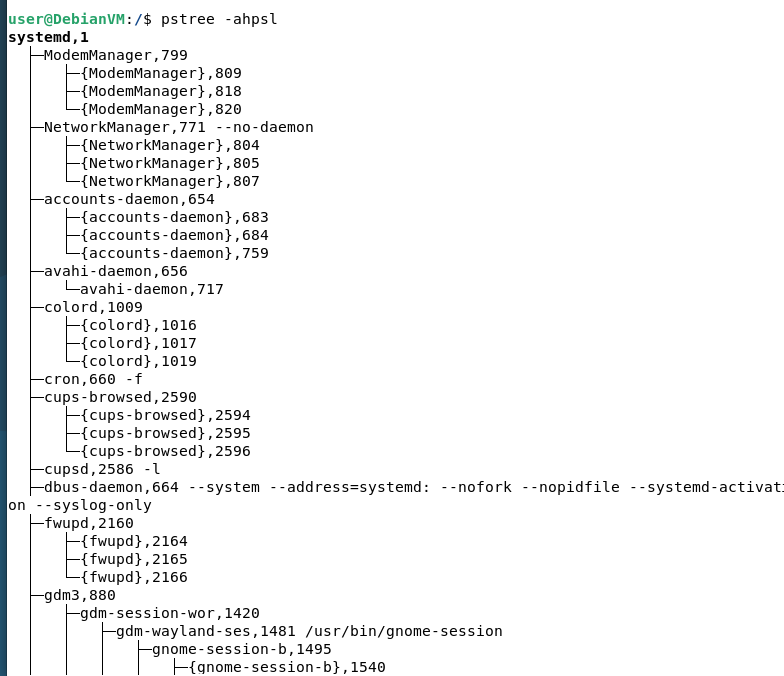 user@DebianVM:/$ pstree -ahpsl
systemd,1
├─ModemManager,799
│   ├─{ModemManager},809
│   ├─{ModemManager},818
│   └─{ModemManager},820
├─NetworkManager,771 --no-daemon
│   ├─{NetworkManager},804
│   ├─{NetworkManager},805
│   └─{NetworkManager},807
├─accounts-daemon,654
│   ├─{accounts-daemon},683
│   ├─{accounts-daemon},684
│   └─{accounts-daemon},759
├─avahi-daemon,656
│   └─avahi-daemon,717
├─colord,1009
│   ├─{colord},1016
│   ├─{colord},1017
│   └─{colord},1019
├─cron,660 -f
├─cups-browsed,2590
│   ├─{cups-browsed},2594
│   ├─{cups-browsed},2595
│   └─{cups-browsed},2596
├─cupsd,2586 -l
├─dbus-daemon,664 --system --address=systemd: --nofork --nopidfile --systemd-activati
on --syslog-only
├─fwupd,2160
│   ├─{fwupd},2164
│   ├─{fwupd},2165
│   └─{fwupd},2166
├─gdm3,880
│   ├─gdm-session-wor,1420
│   │   ├─gdm-wayland-ses,1481 /usr/bin/gnome-session
│   │   │   ├─gnome-session-b,1495
│   │   │   │   ├─{gnome-session-b},1540